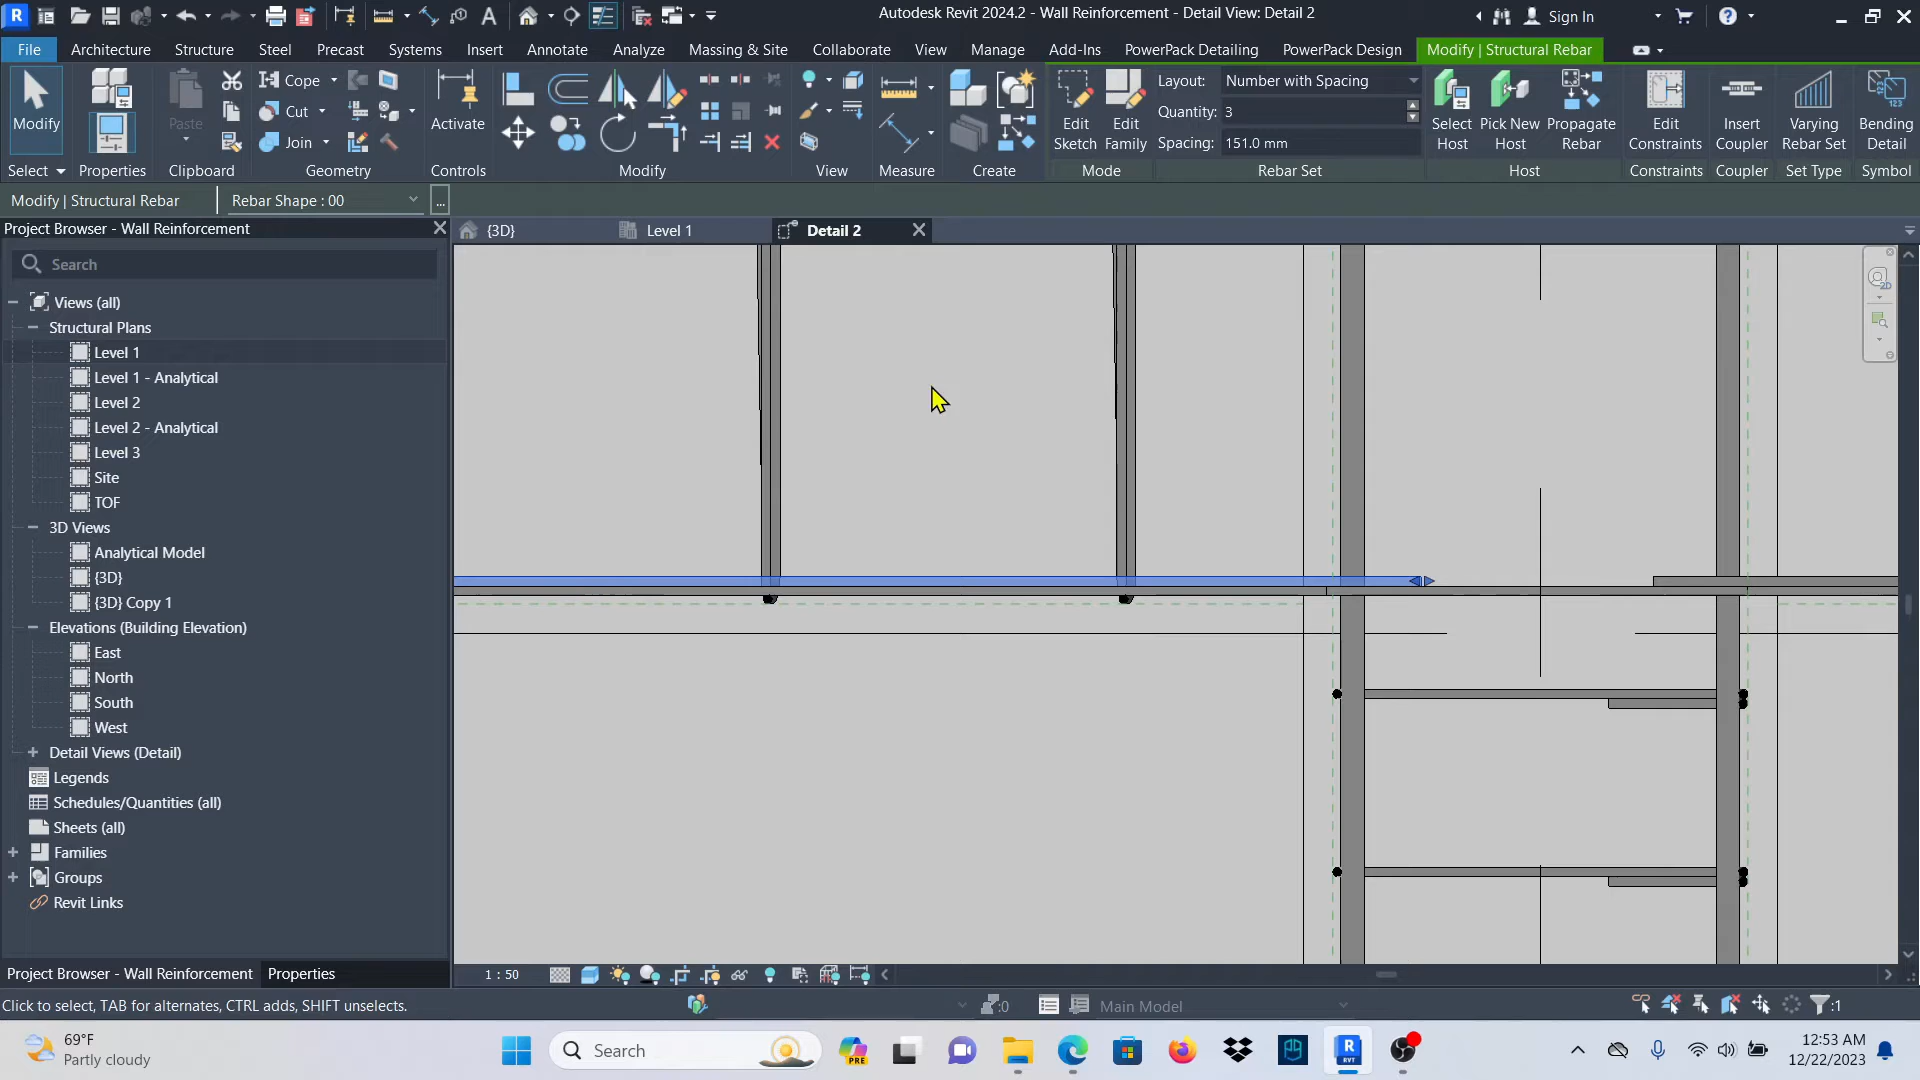 Autodesk Revit 2024.2 - Wall Reinforcement - Detail View: Detail 2
Sign In
File Architecture Structure Steel Precast Systems Insert Annotate Analyze Massing & Site Collaborate View Manage Add-Ins PowerPack Detailing PowerPack Design Modify | Structural Rebar
Modify
Paste
Cope
Cut
Join
Activate
Edit Sketch
Edit Family
Layout: Number with Spacing
Quantity: 3
Spacing: 151.0 mm
Select Host
Pick New Host
Propagate Rebar
Edit Constraints
Insert Coupler
Varying Rebar Set
Bending Detail
Select Properties Clipboard Geometry Controls Modify View Measure Create Mode Rebar Set Host Constraints Coupler Set Type Symbol
Modify | Structural Rebar
Rebar Shape : 00
...
Project Browser - Wall Reinforcement
{3D}
Level 1
Detail 2
Search
Views (all)
Structural Plans
Level 1
Level 1 - Analytical
Level 2
Level 2 - Analytical
Level 3
Site
TOF
3D Views
Analytical Model
{3D}
{3D} Copy 1
Elevations (Building Elevation)
East
North
South
West
Detail Views (Detail)
Legends
Schedules/Quantities (all)
Sheets (all)
Families
Groups
Revit Links
Project Browser - Wall Reinforcement
Properties
1 : 50
Click to select, TAB for alternates, CTRL adds, SHIFT unselects.
:0
Main Model
:1
69°F
Partly cloudy
Search
PRE
12:53 AM
12/22/2023